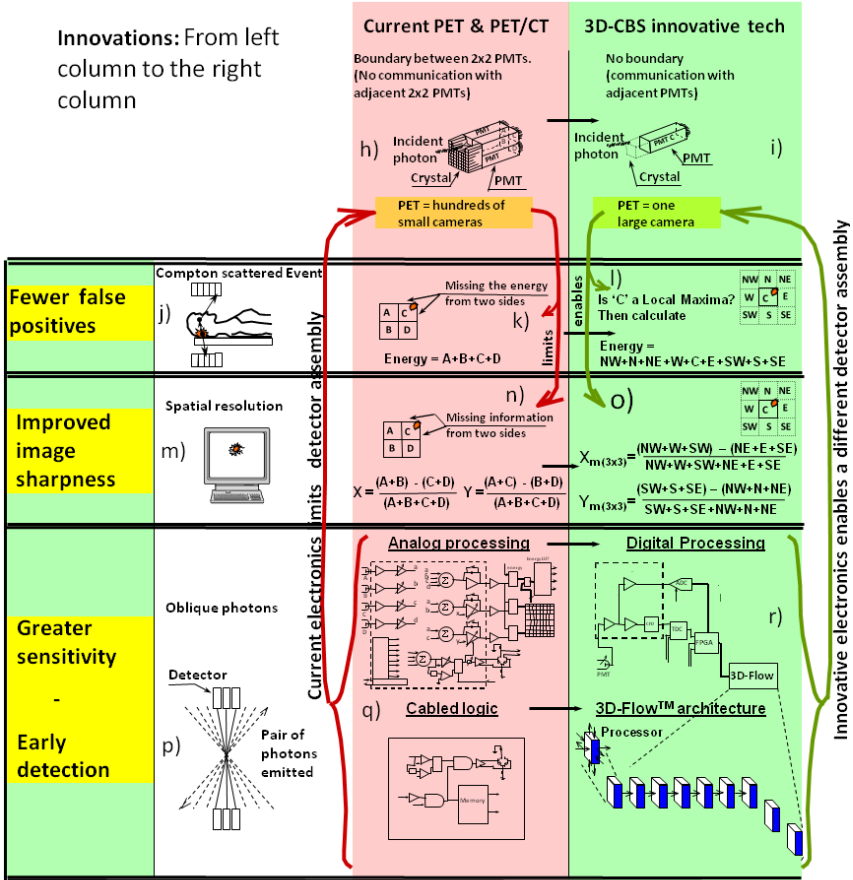 Innovations: From left
column to the right
column
Current PET & PET/CT
3D-CBS innovative tech
Boundary between 2x2 PMTs.
(No communication with
adjacent 2x2 PMTs)
No boundary
(communication with
adjacent PMTs)
h)
Incident
photon
Crystal
PMT
PMT
PMT
i)
Incident
photon
Crystal
PMT C
PMT
PET = hundreds of
small cameras
PET = one
large camera
Fewer false
positives
Compton scattered Event
j)
A C
B D
Missing the energy
from two sides
k)
Energy = A+B+C+D
limits
enables
l)
Is ‘C’ a Local Maxima?
Then calculate
NW N NE
W C E
SW S SE
Energy =
NW+N+NE+W+C+E+SW+S+SE
Improved
image
sharpness
Spatial resolution
m)
n)
A C
B D
Missing information
from two sides
X = (A+B) - (C+D)
(A+B+C+D)
Y = (A+C) - (B+D)
(A+B+C+D)
o)
NW N NE
W C E
SW S SE
Xm(3x3)= (NW+W+SW) – (NE+E+SE)
NW+W+SW+NE+E+SE
Ym(3x3)= (SW+S+SE) – (NW+N+NE)
SW+S+SE+NW+N+NE
Greater
sensitivity
-
Early
detection
Oblique photons
Detector
p)
Pair of
photons
emitted
Analog processing
Digital Processing
Σ
Σ
Σ
Σ
energy
ADC
CFD
TDC
FPGA
PMT
3D-Flow
r)
q)
Cabled logic
Memory
3D-Flow™ architecture
Processor
Current electronics limits detector assembly
Innovative electronics enables a different detector assembly